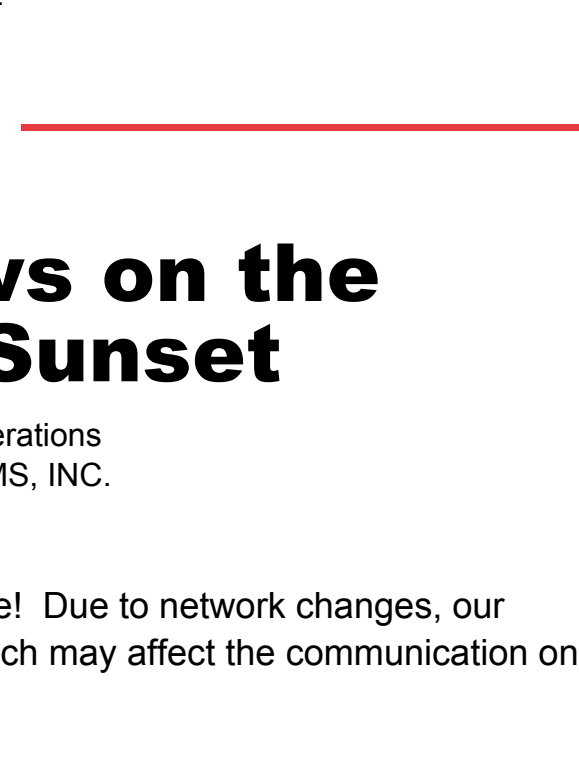 vs on the
Sunset
erations
MS, INC.
e! Due to network changes, our
ch may affect the communication on